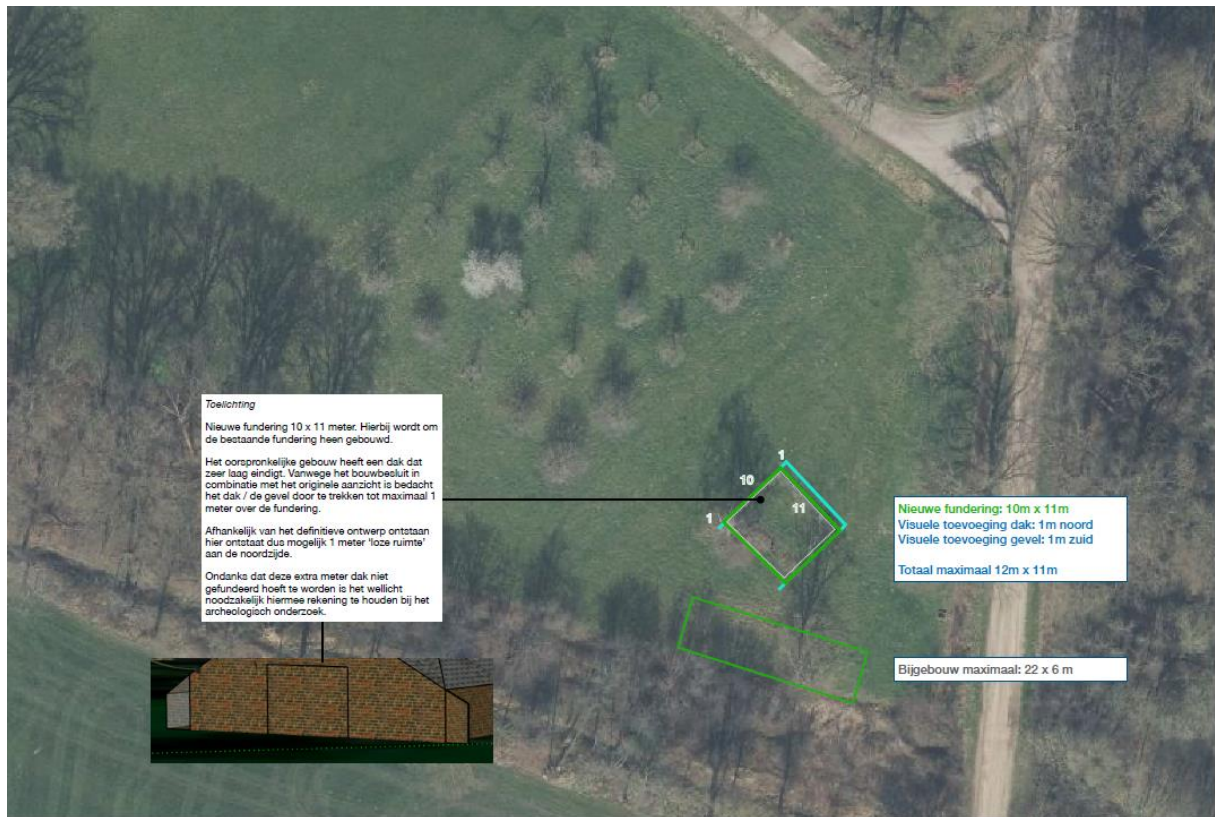 Toelichting
Nieuwe fundering 10 x 11 meter. Hierbij wordt om
de bestaande fundering heen gebouwd.
Het oorspronkelijke gebouw heeft een dak dat
zeer laag eindigt. Vanwege het bouwbesluit in
combinatie met het originele aanzicht is bedacht
het dak / de gevel door te trekken tot maximaal 1
meter over de fundering.
Afhankelijk van het definitieve ontwerp ontstaan
hier ontstaat dus mogelijk 1 meter ‘loze ruimte’
aan de noordzijde.
Ondanks dat deze extra meter dak niet
gefundeerd hoeft te worden is het wellicht
noodzakelijk hiermee rekening te houden bij het
archeologisch onderzoek.
1
10
11
1
Nieuwe fundering: 10m x 11m
Visuele toevoeging dak: 1m noord
Visuele toevoeging gevel: 1m zuid
Totaal maximaal 12m x 11m
Bijgebouw maximaal: 22 x 6 m